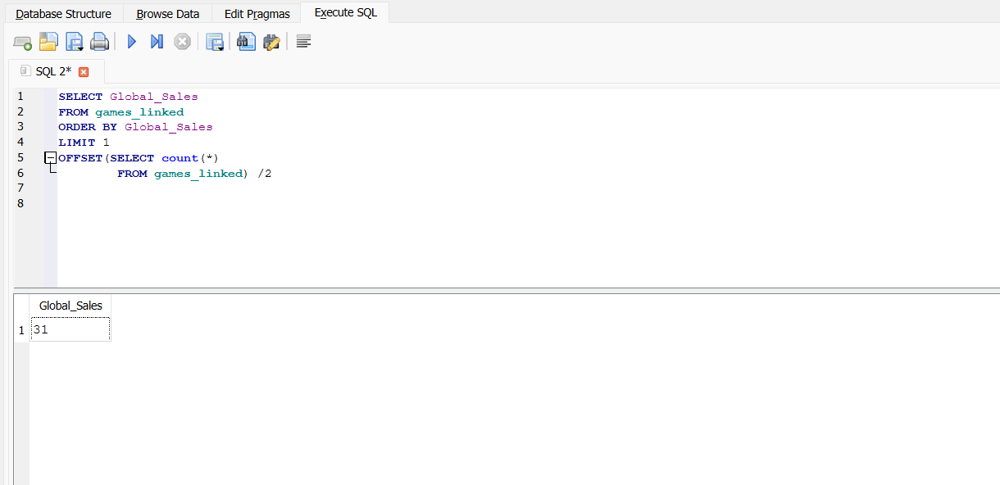 Database Structure Browse Data Edit Pragmas Execute SQL
SQL 2*
1 SELECT Global_Sales
2 FROM games_linked
3 ORDER BY Global_Sales
4 LIMIT 1
5 OFFSET(SELECT count(*)
6 FROM games_linked) /2
7
8
Global_Sales
1 31